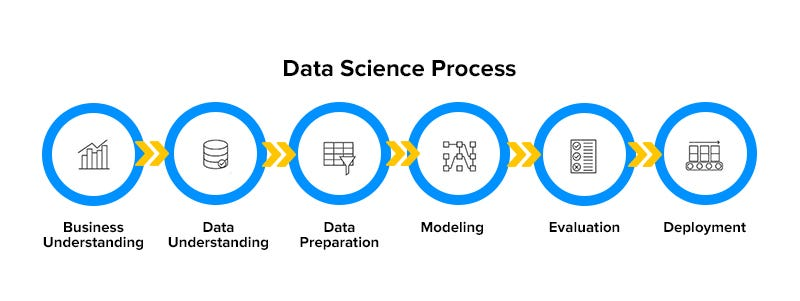 Data Science Process
Business
Understanding
Data
Understanding
Data
Preparation
Modeling
Evaluation
Deployment